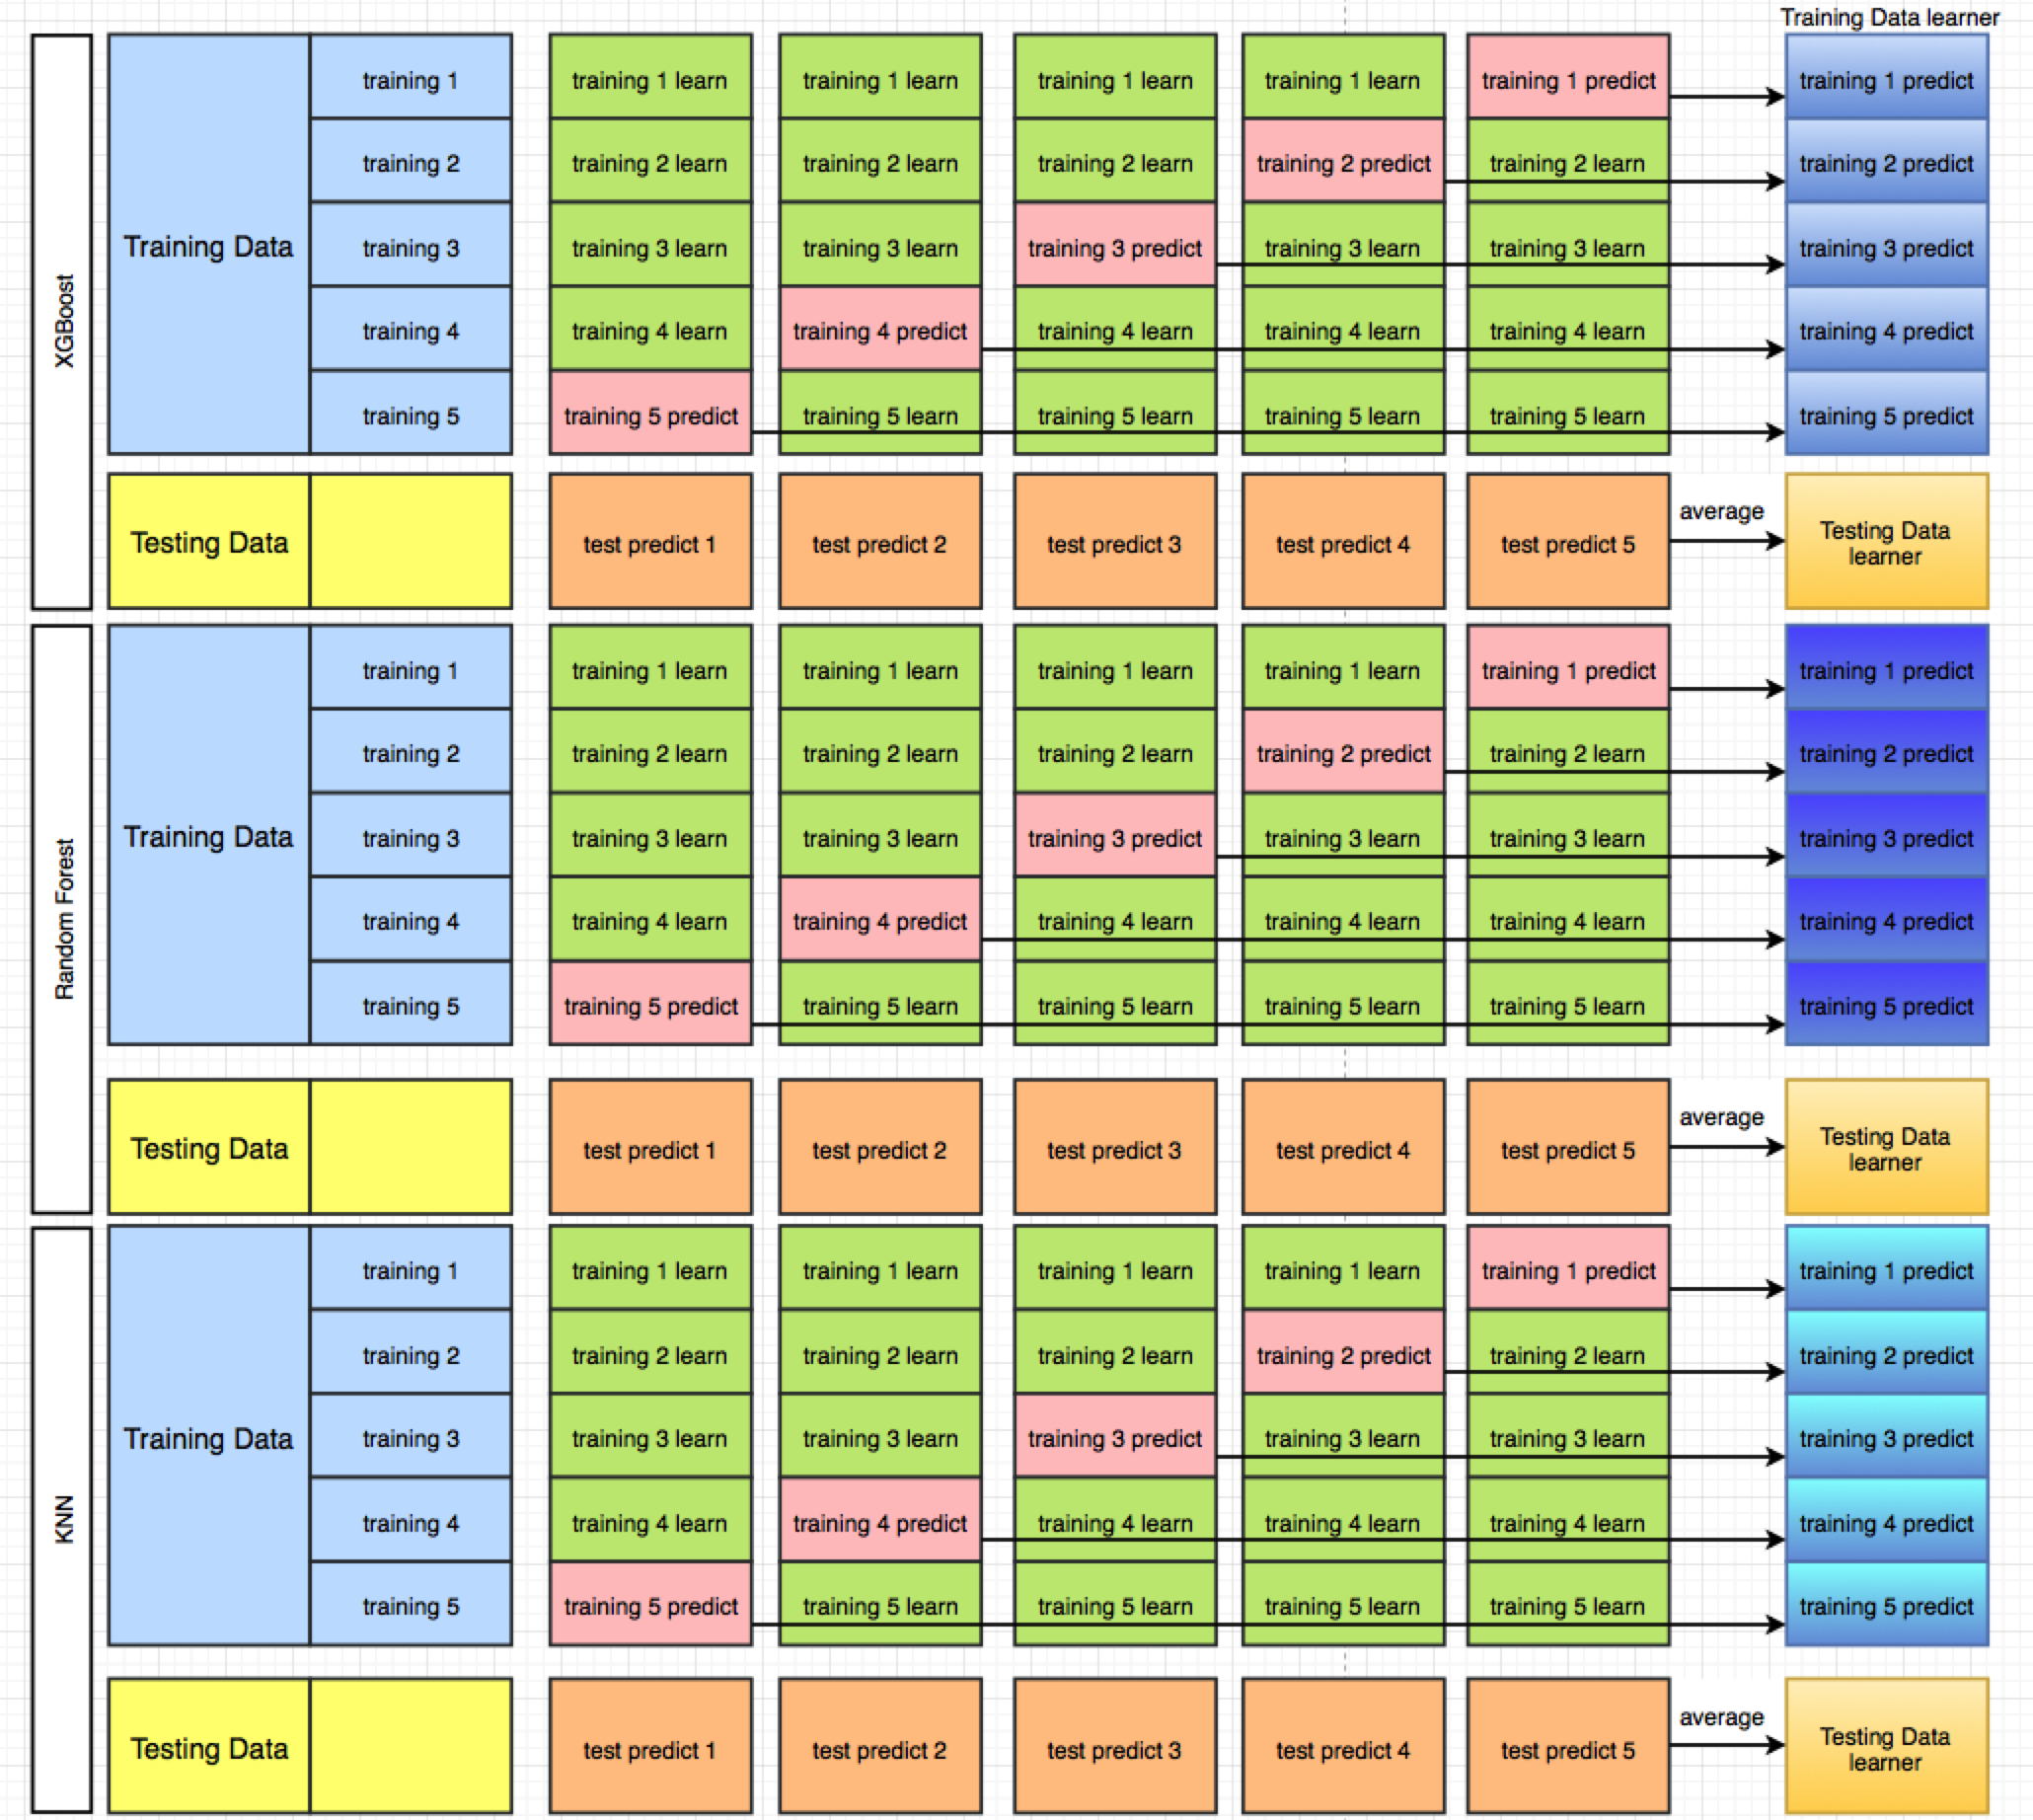 Training Data learner
XGBoost
Training Data
training 1
training 1 learn
training 1 learn
training 1 learn
training 1 learn
training 1 predict
training 1 predict
training 2
training 2 learn
training 2 learn
training 2 learn
training 2 predict
training 2 learn
training 2 predict
training 3
training 3 learn
training 3 learn
training 3 predict
training 3 learn
training 3 learn
training 3 predict
training 4
training 4 learn
training 4 predict
training 4 learn
training 4 learn
training 4 learn
training 4 predict
training 5
training 5 predict
training 5 learn
training 5 learn
training 5 learn
training 5 learn
training 5 predict
Testing Data
test predict 1
test predict 2
test predict 3
test predict 4
test predict 5
average
Testing Data
learner
Random Forest
Training Data
training 1
training 1 learn
training 1 learn
training 1 learn
training 1 learn
training 1 predict
training 1 predict
training 2
training 2 learn
training 2 learn
training 2 learn
training 2 predict
training 2 learn
training 2 predict
training 3
training 3 learn
training 3 learn
training 3 predict
training 3 learn
training 3 learn
training 3 predict
training 4
training 4 learn
training 4 predict
training 4 learn
training 4 learn
training 4 learn
training 4 predict
training 5
training 5 predict
training 5 learn
training 5 learn
training 5 learn
training 5 learn
training 5 predict
Testing Data
test predict 1
test predict 2
test predict 3
test predict 4
test predict 5
average
Testing Data
learner
KNN
Training Data
training 1
training 1 learn
training 1 learn
training 1 learn
training 1 learn
training 1 predict
training 1 predict
training 2
training 2 learn
training 2 learn
training 2 learn
training 2 predict
training 2 learn
training 2 predict
training 3
training 3 learn
training 3 learn
training 3 predict
training 3 learn
training 3 learn
training 3 predict
training 4
training 4 learn
training 4 predict
training 4 learn
training 4 learn
training 4 learn
training 4 predict
training 5
training 5 predict
training 5 learn
training 5 learn
training 5 learn
training 5 learn
training 5 predict
Testing Data
test predict 1
test predict 2
test predict 3
test predict 4
test predict 5
average
Testing Data
learner